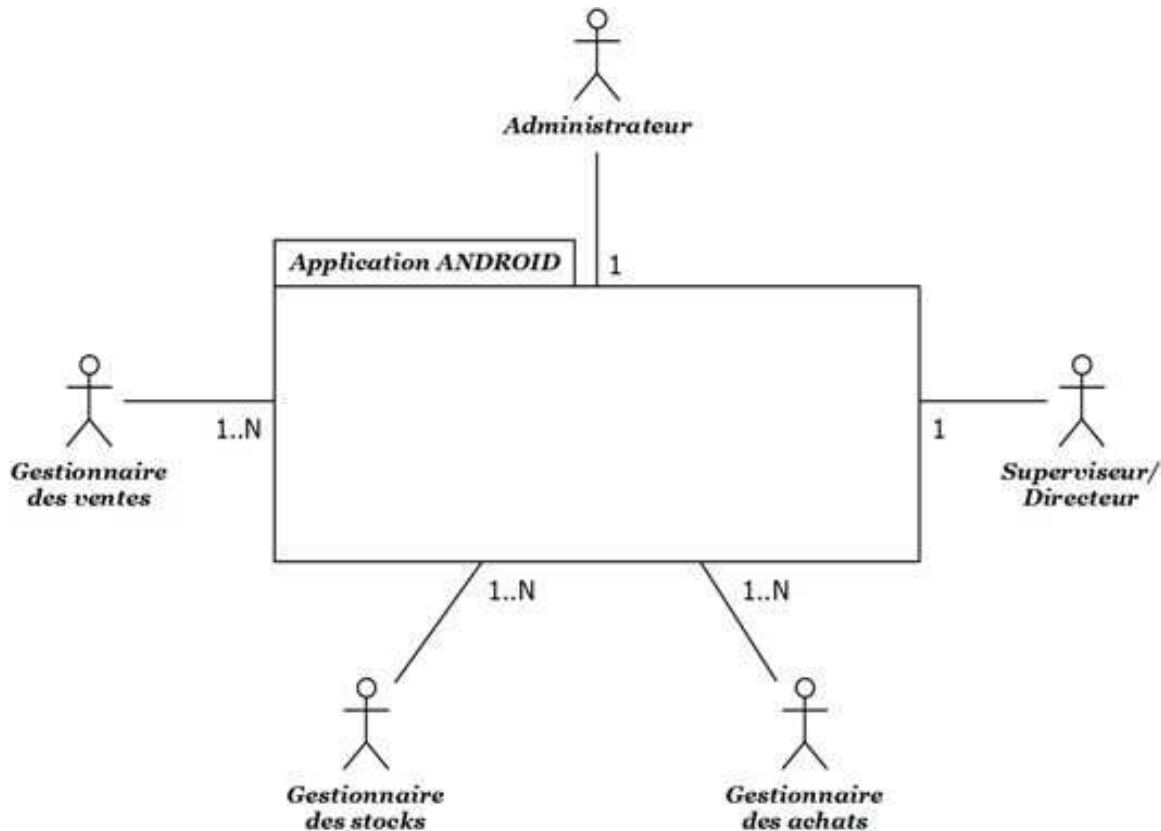 Administrateur
Application ANDROID
1
1..N
1
Gestionnaire
des ventes
Superviseur/
Directeur
1..N
1..N
Gestionnaire
des stocks
Gestionnaire
des achats